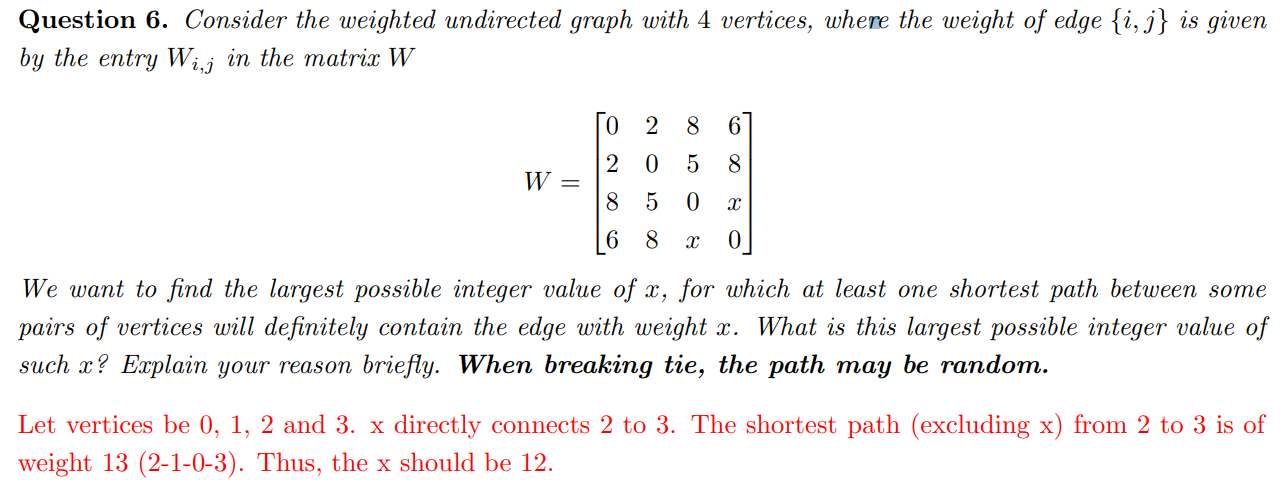 Question 6. Consider the weighted undirected graph with 4 vertices, where the weight of edge {i, j} is given
by the entry W_{i,j} in the matrix W
W = \begin{bmatrix} 0 & 2 & 8 & 6 \\ 2 & 0 & 5 & 8 \\ 8 & 5 & 0 & x \\ 6 & 8 & x & 0 \end{bmatrix}
We want to find the largest possible integer value of x, for which at least one shortest path between some
pairs of vertices will definitely contain the edge with weight x. What is this largest possible integer value of
such x? Explain your reason briefly. When breaking tie, the path may be random.
Let vertices be 0, 1, 2 and 3. x directly connects 2 to 3. The shortest path (excluding x) from 2 to 3 is of
weight 13 (2-1-0-3). Thus, the x should be 12.